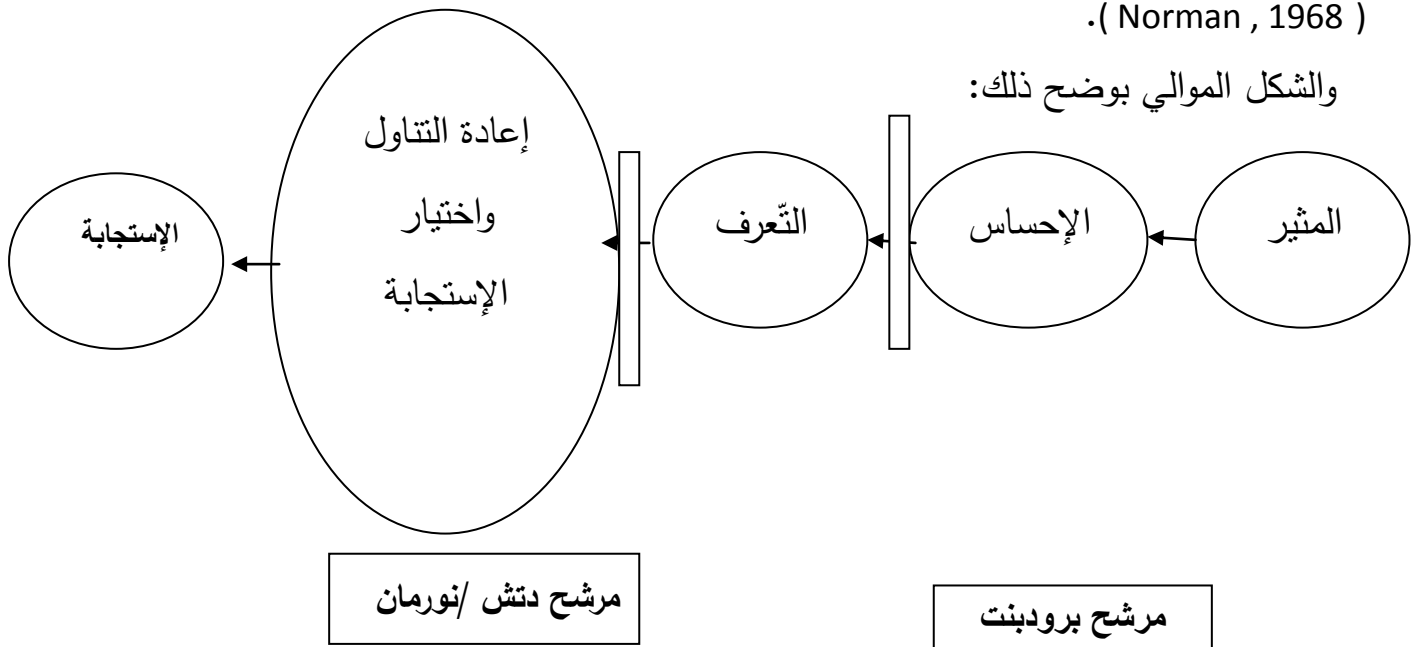 ( Norman , 1968 ).
والشكل الموالي بوضح ذلك:
المثير
الإحساس
التّعرف
إعادة التناول
واختيار
الإستجابة
الإستجابة
مرشح برودبنت
مرشح دتش /نورمان